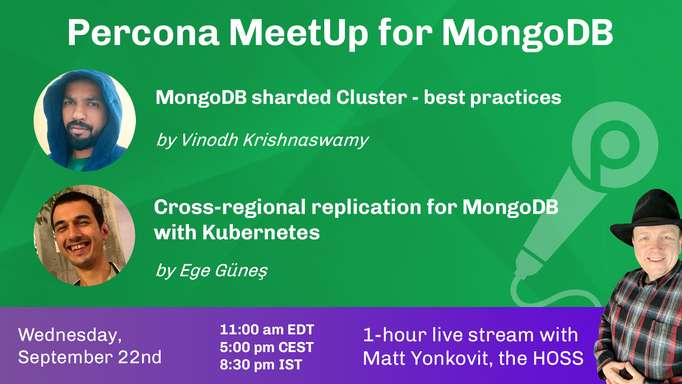 Percona MeetUp for MongoDB
MongoDB sharded Cluster - best practices
by Vinodh Krishnaswamy
Cross-regional replication for MongoDB
with Kubernetes
by Ege Güneş
Wednesday,
September 22nd
11:00 am EDT
5:00 pm CEST
8:30 pm IST
1-hour live stream with
Matt Yonkovit, the HOSS